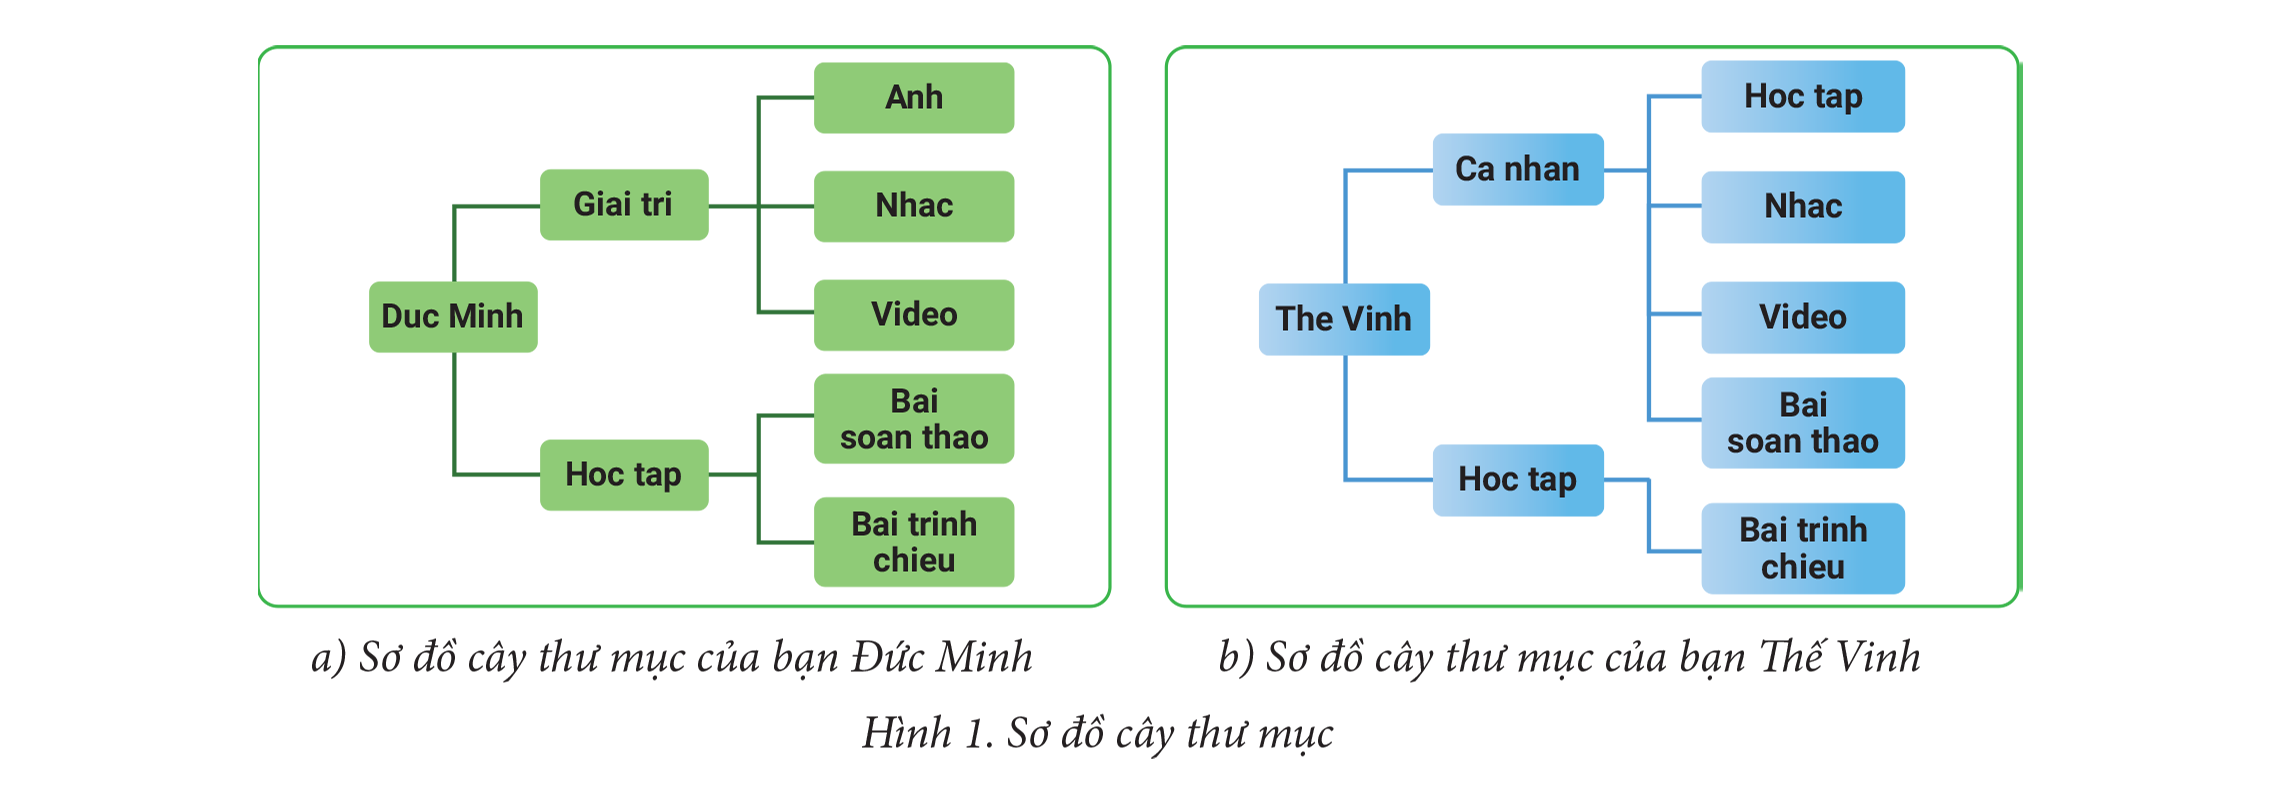 Duc Minh
Giai tri
Anh
Nhac
Video
Hoc tap
Bai
soan thao
Bai trinh
chieu
a) Sơ đồ cây thư mục của bạn Đức Minh
The Vinh
Ca nhan
Hoc tap
Nhac
Video
Bai
soan thao
Hoc tap
Bai trinh
chieu
b) Sơ đồ cây thư mục của bạn Thế Vinh
Hình 1. Sơ đồ cây thư mục